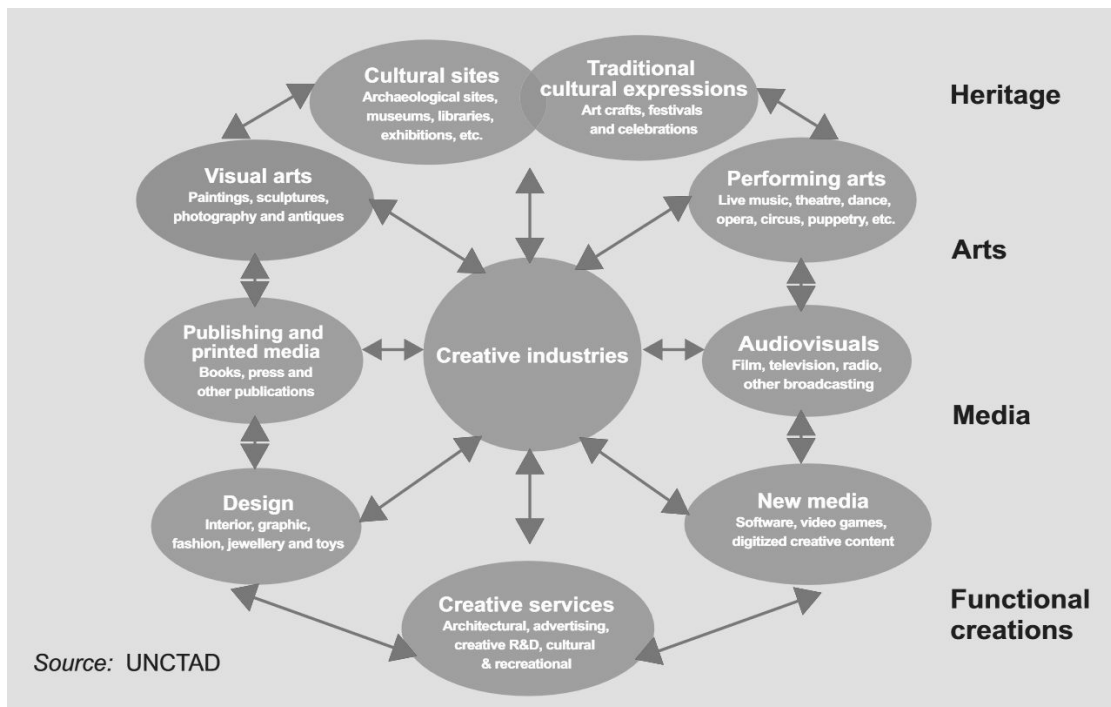 Cultural sites
Archaeological sites,
museums, libraries,
exhibitions, etc.
Traditional
cultural expressions
Art crafts, festivals
and celebrations
Heritage
Visual arts
Paintings, sculptures,
photography and antiques
Performing arts
Live music, theatre, dance,
opera, circus, puppetry, etc.
Arts
Publishing and
printed media
Books, press and
other publications
Creative industries
Audiovisuals
Film, television, radio,
other broadcasting
Media
Design
Interior, graphic,
fashion, jewellery and toys
New media
Software, video games,
digitized creative content
Creative services
Architectural, advertising,
creative R&D, cultural
& recreational
Functional
creations
Source: UNCTAD